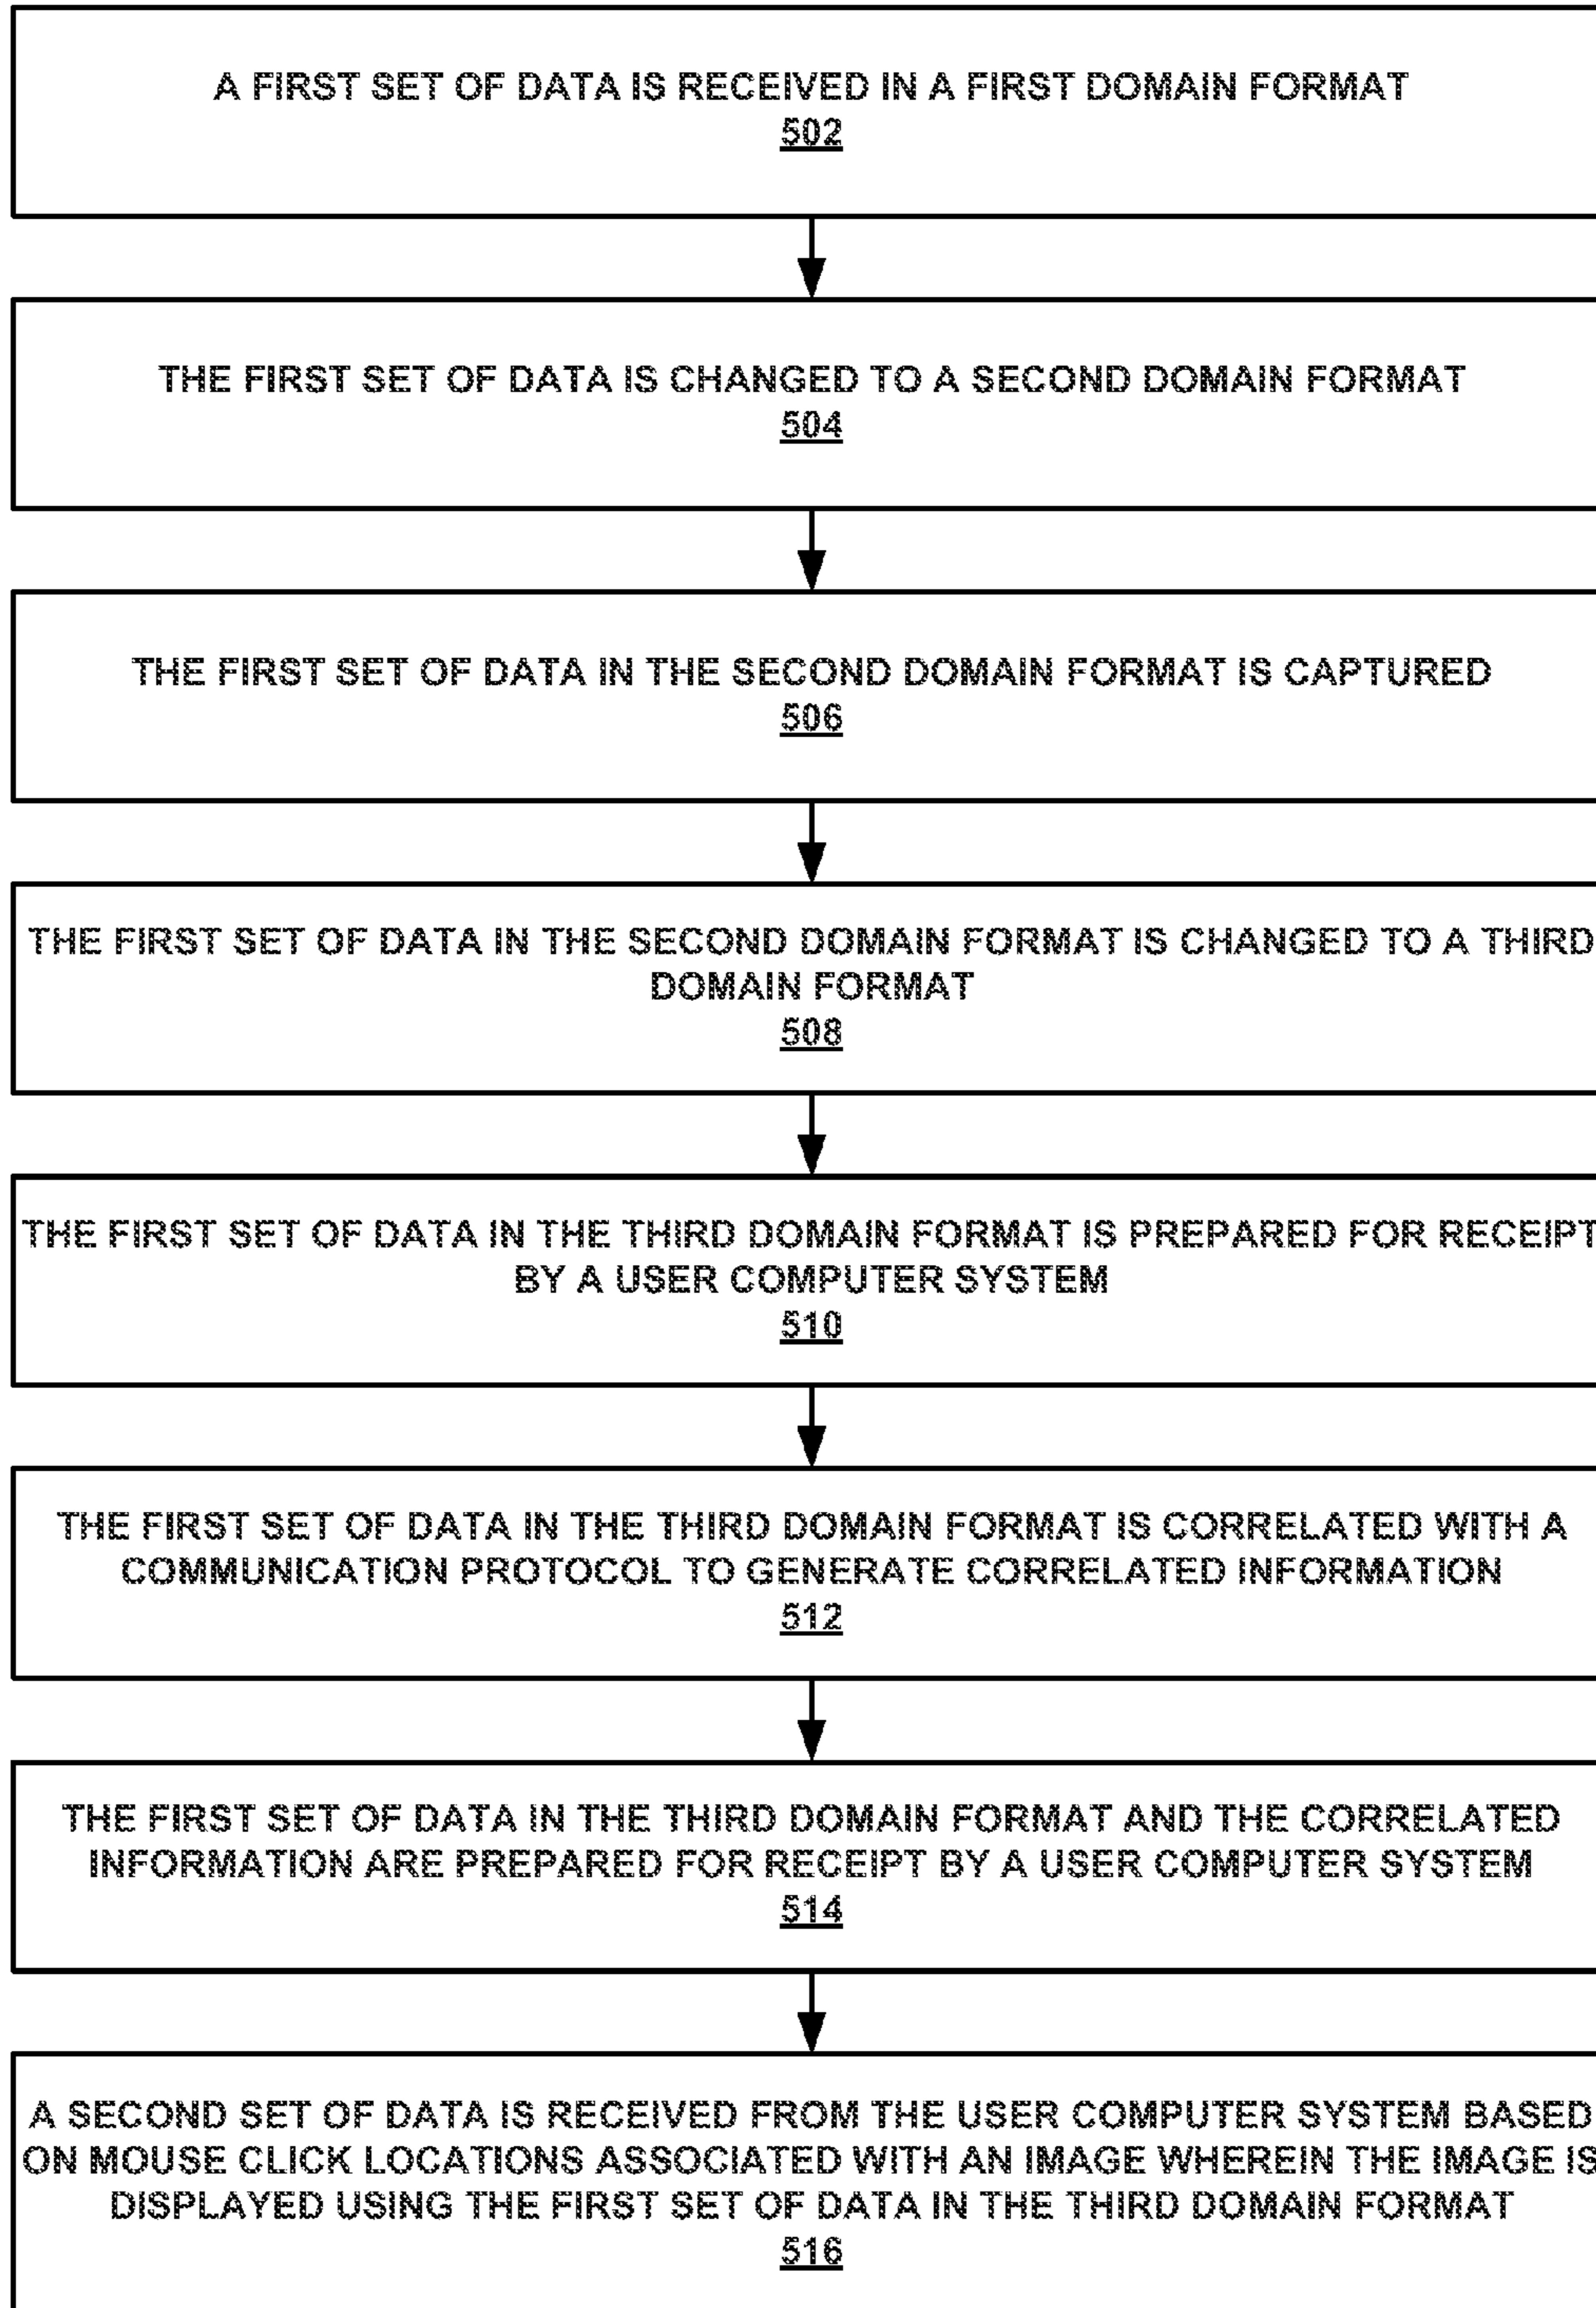 A FIRST SET OF DATA IS RECEIVED IN A FIRST DOMAIN FORMAT
502
THE FIRST SET OF DATA IS CHANGED TO A SECOND DOMAIN FORMAT
504
THE FIRST SET OF DATA IN THE SECOND DOMAIN FORMAT IS CAPTURED
506
THE FIRST SET OF DATA IN THE SECOND DOMAIN FORMAT IS CHANGED TO A THIRD
DOMAIN FORMAT
508
THE FIRST SET OF DATA IN THE THIRD DOMAIN FORMAT IS PREPARED FOR RECEIPT
BY A USER COMPUTER SYSTEM
510
THE FIRST SET OF DATA IN THE THIRD DOMAIN FORMAT IS CORRELATED WITH A
COMMUNICATION PROTOCOL TO GENERATE CORRELATED INFORMATION
512
THE FIRST SET OF DATA IN THE THIRD DOMAIN FORMAT AND THE CORRELATED
INFORMATION ARE PREPARED FOR RECEIPT BY A USER COMPUTER SYSTEM
514
A SECOND SET OF DATA IS RECEIVED FROM THE USER COMPUTER SYSTEM BASED
ON MOUSE CLICK LOCATIONS ASSOCIATED WITH AN IMAGE WHEREIN THE IMAGE IS
DISPLAYED USING THE FIRST SET OF DATA IN THE THIRD DOMAIN FORMAT
516